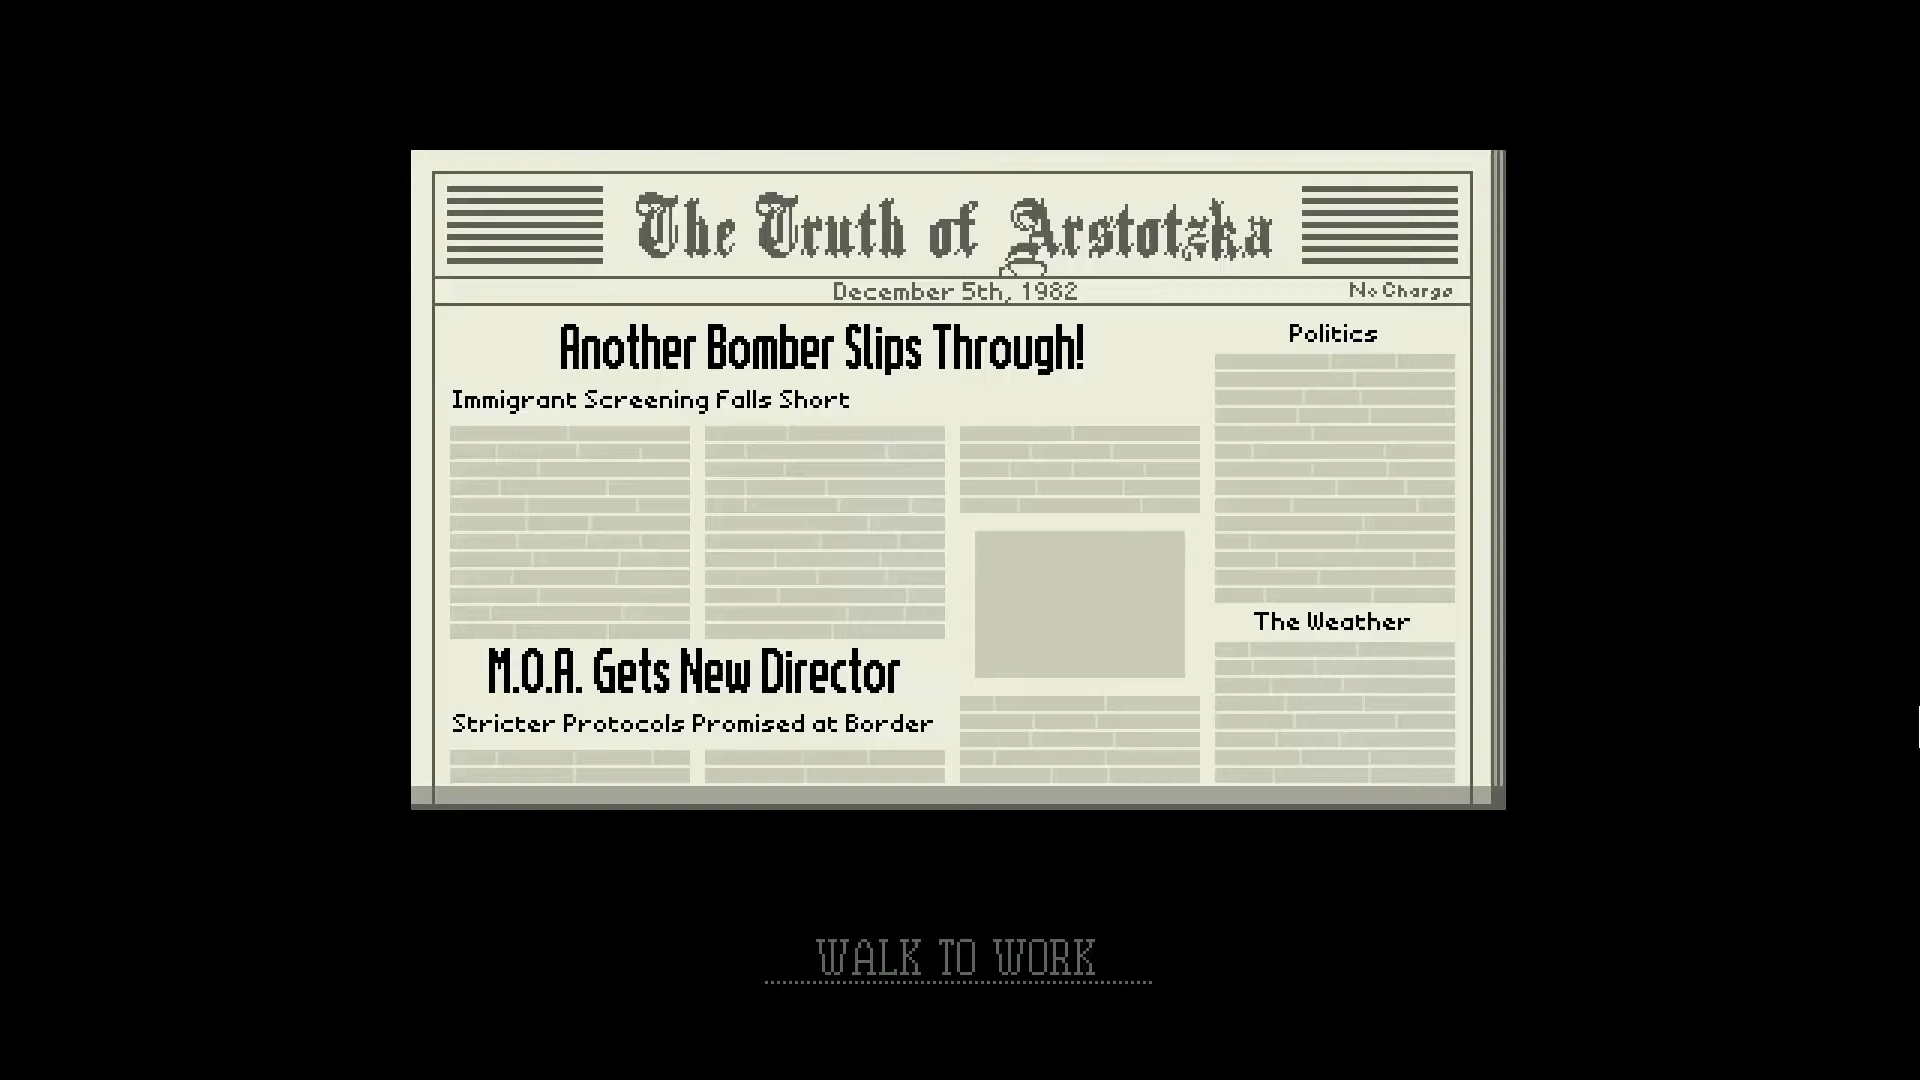 The Truth of Arstotzka
December 5th, 1982
No Charge
Another Bomber Slips Through!
Immigrant Screening Falls Short
M.O.A. Gets New Director
Stricter Protocols Promised at Border
Politics
The Weather
WALK TO WORK